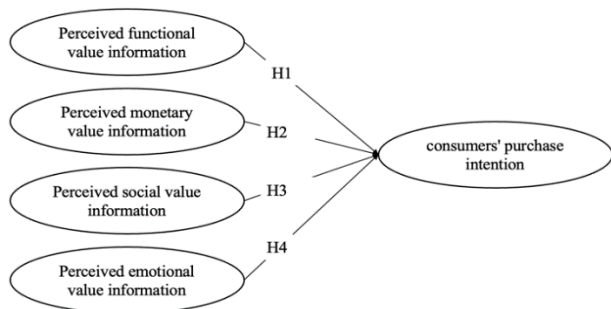 Perceived functional
value information
H1
Perceived monetary
value information
H2
consumers' purchase
intention
Perceived social value
information
H3
H4
Perceived emotional
value information